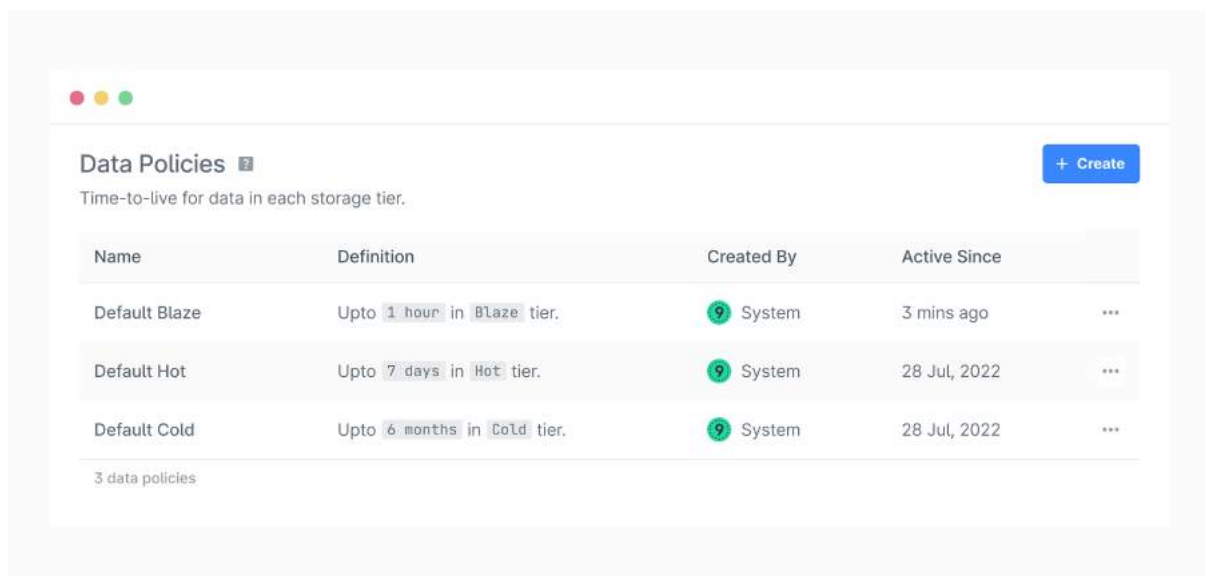 Data Policies ?
+ Create
Time-to-live for data in each storage tier.
Name Definition Created By Active Since
Default Blaze Upto 1 hour in Blaze tier. 9 System 3 mins ago ...
Default Hot Upto 7 days in Hot tier. 9 System 28 Jul, 2022 ...
Default Cold Upto 6 months in Cold tier. 9 System 28 Jul, 2022 ...
3 data policies